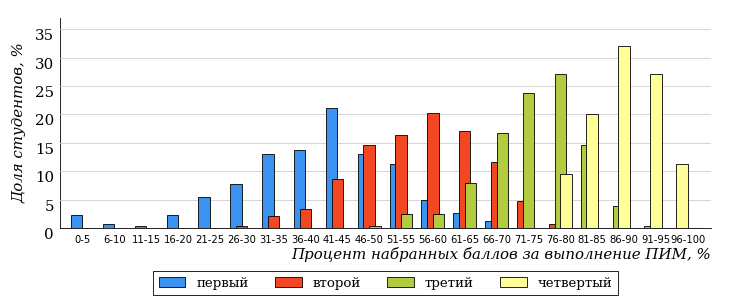 Доля студентов, %
35
30
25
20
15
10
5
0
0-5 6-10 11-15 16-20 21-25 26-30 31-35 36-40 41-45 46-50 51-55 56-60 61-65 66-70 71-75 76-80 81-85 86-90 91-95 96-100
Процент набранных баллов за выполнение ПИМ, %
первый второй третий четвертый